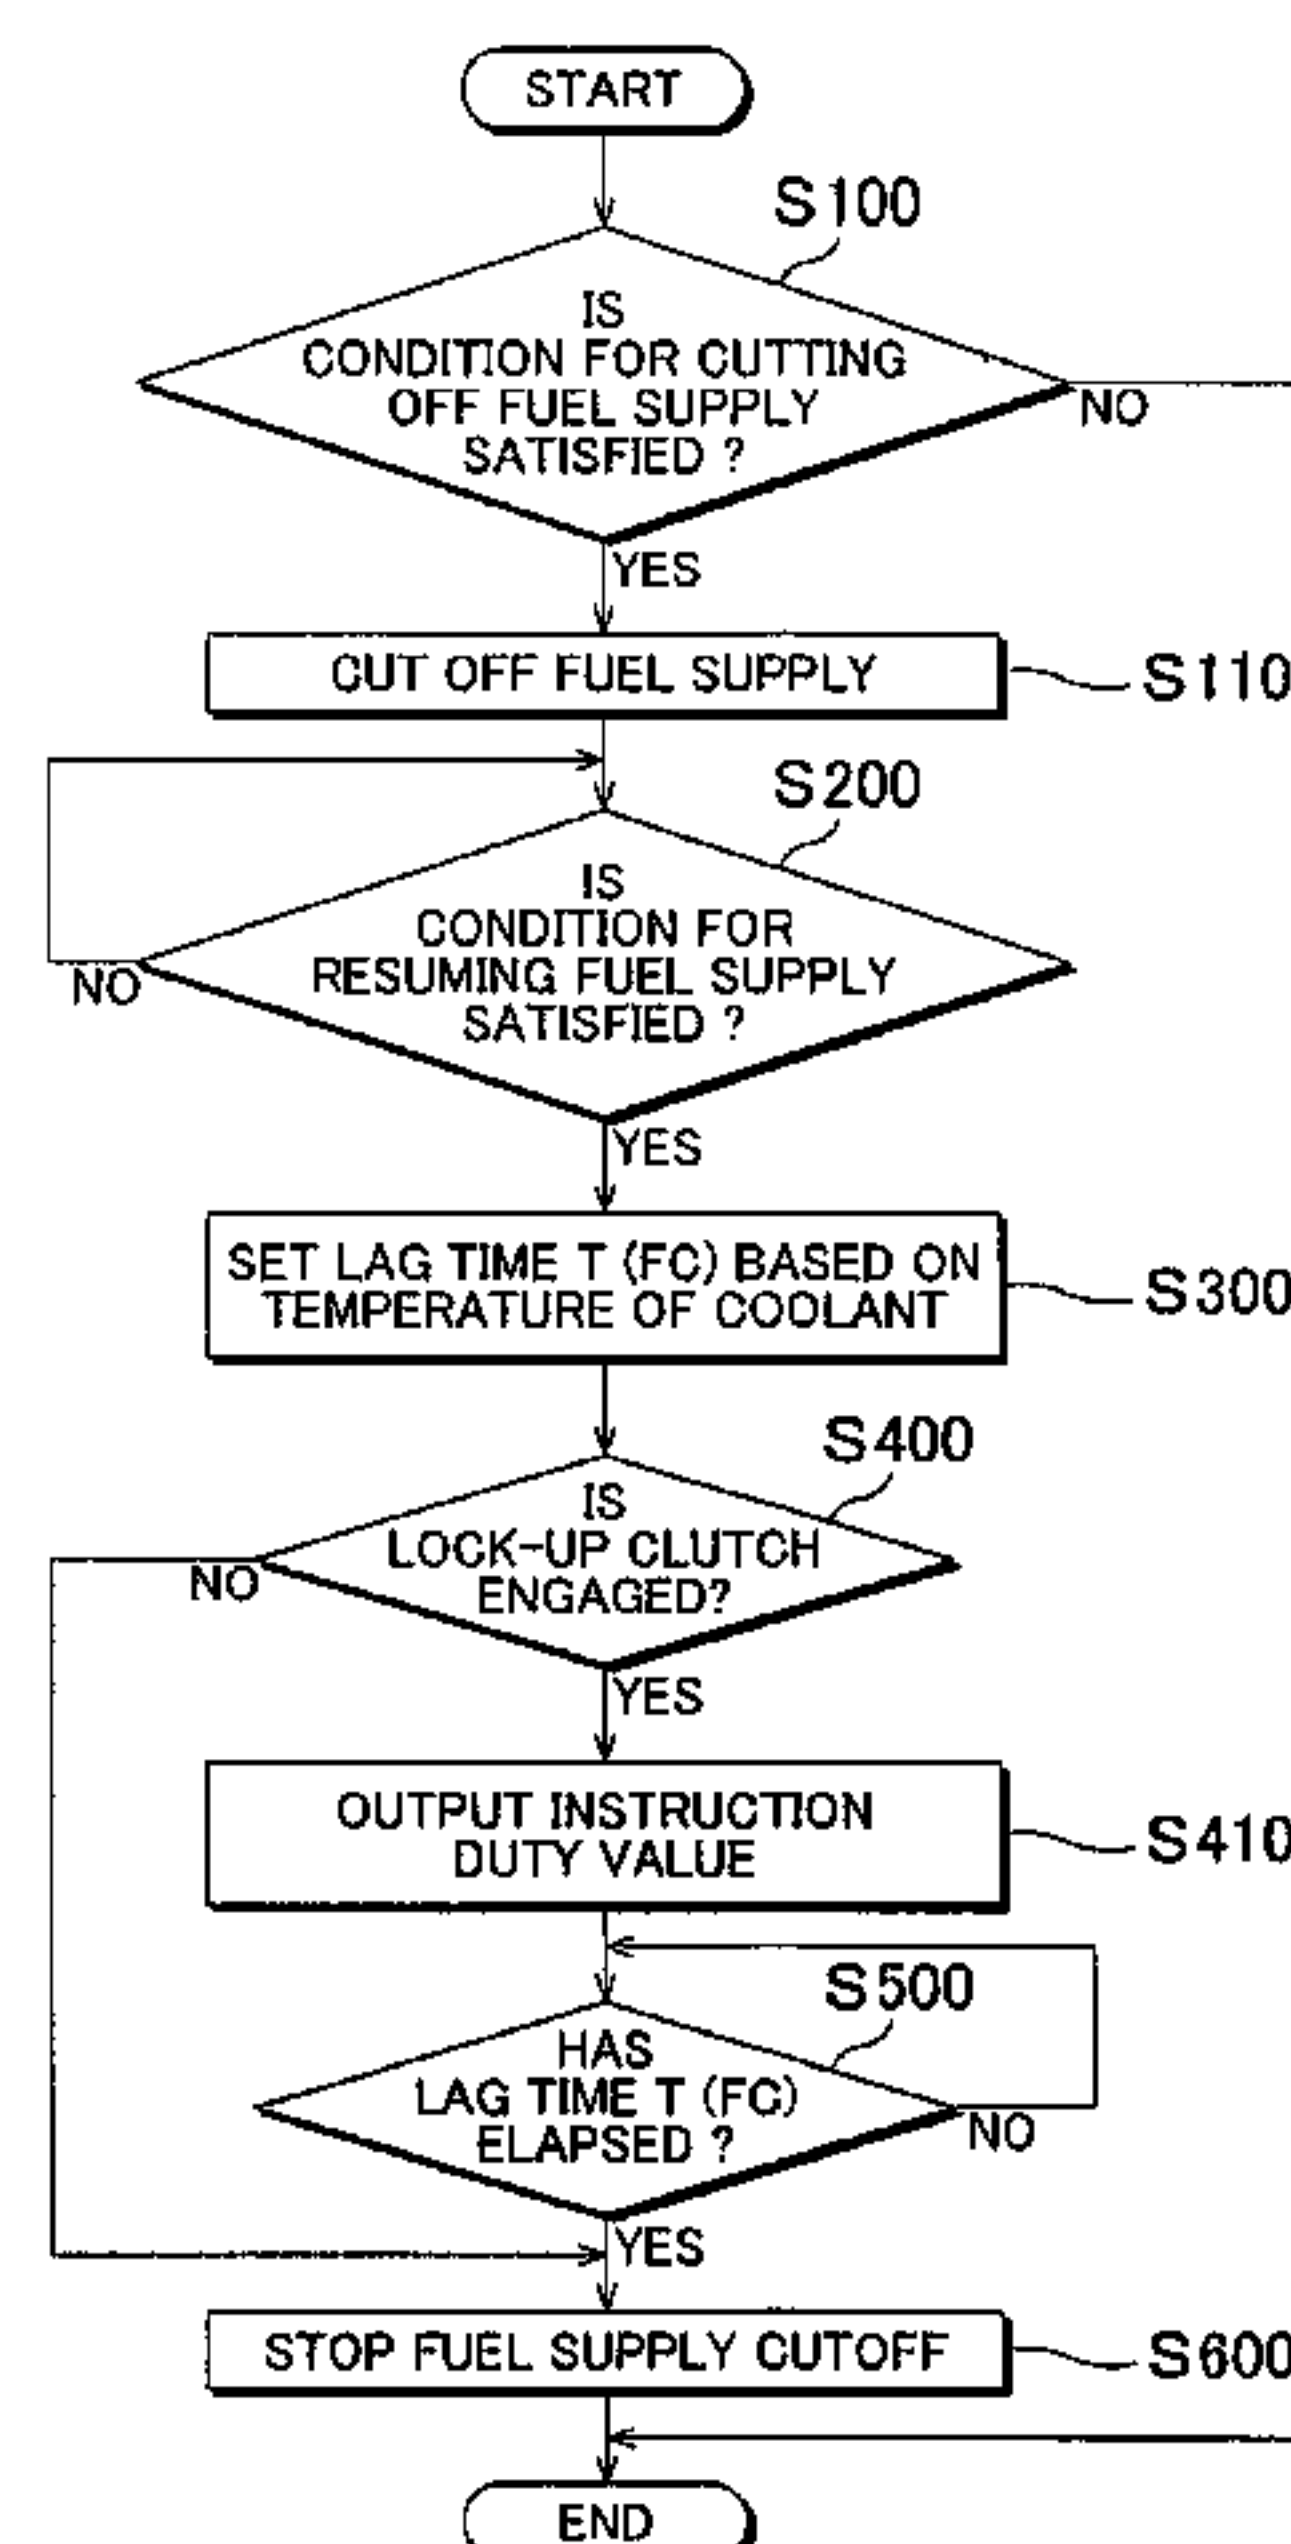 START
S100
IS
CONDITION FOR CUTTING
OFF FUEL SUPPLY
SATISFIED ?
NO
YES
CUT OFF FUEL SUPPLY
S110
S200
IS
CONDITION FOR
RESUMING FUEL SUPPLY
SATISFIED ?
NO
YES
SET LAG TIME T (FC) BASED ON
TEMPERATURE OF COOLANT
S300
S400
IS
LOCK-UP CLUTCH
ENGAGED?
NO
YES
OUTPUT INSTRUCTION
DUTY VALUE
S410
S500
HAS
LAG TIME T (FC)
ELAPSED ?
NO
YES
STOP FUEL SUPPLY CUTOFF
S600
END